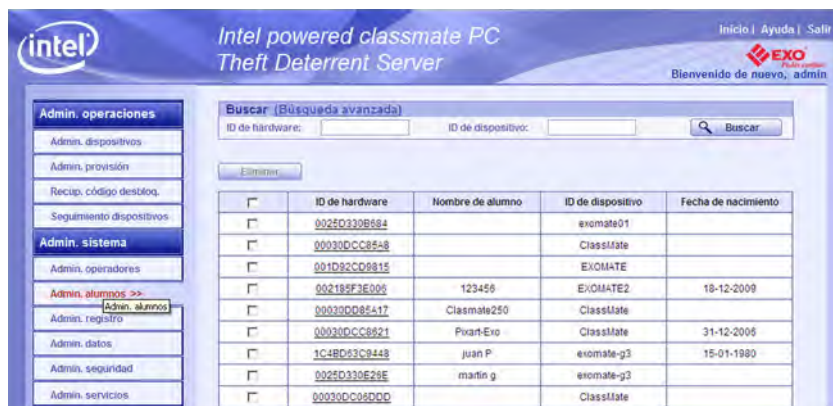 intel
Intel powered classmate PC
Theft Deterrent Server
Inicio | Ayuda | Salir
EXO
Bienvenido de nuevo, admin
Admin. operaciones
Admin. dispositivos
Admin. provisión
Recup. código desbloq.
Seguimiento dispositivos
Admin. sistema
Admin. operadores
Admin. alumnos >>
Admin. alumnos
Admin. registro
Admin. datos
Admin. seguridad
Admin. servicios
Buscar (Búsqueda avanzada)
ID de hardware: ID de dispositivo: Buscar
Eliminar
ID de hardware Nombre de alumno ID de dispositivo Fecha de nacimiento
0025D330B684 exomate01
00030DCC85A8 ClassMate
001D92CD9815 EXOMATE
002185F3E006 123456 EXOMATE2 18-12-2009
00030DD85A17 Clasmate250 ClassMate
00030DCC8621 Pixart-Exo ClassMate 31-12-2006
1C4BD63C9448 juan P exomate-g3 15-01-1980
0025D330E26E martin g exomate-g3
00030DC06DDD ClassMate